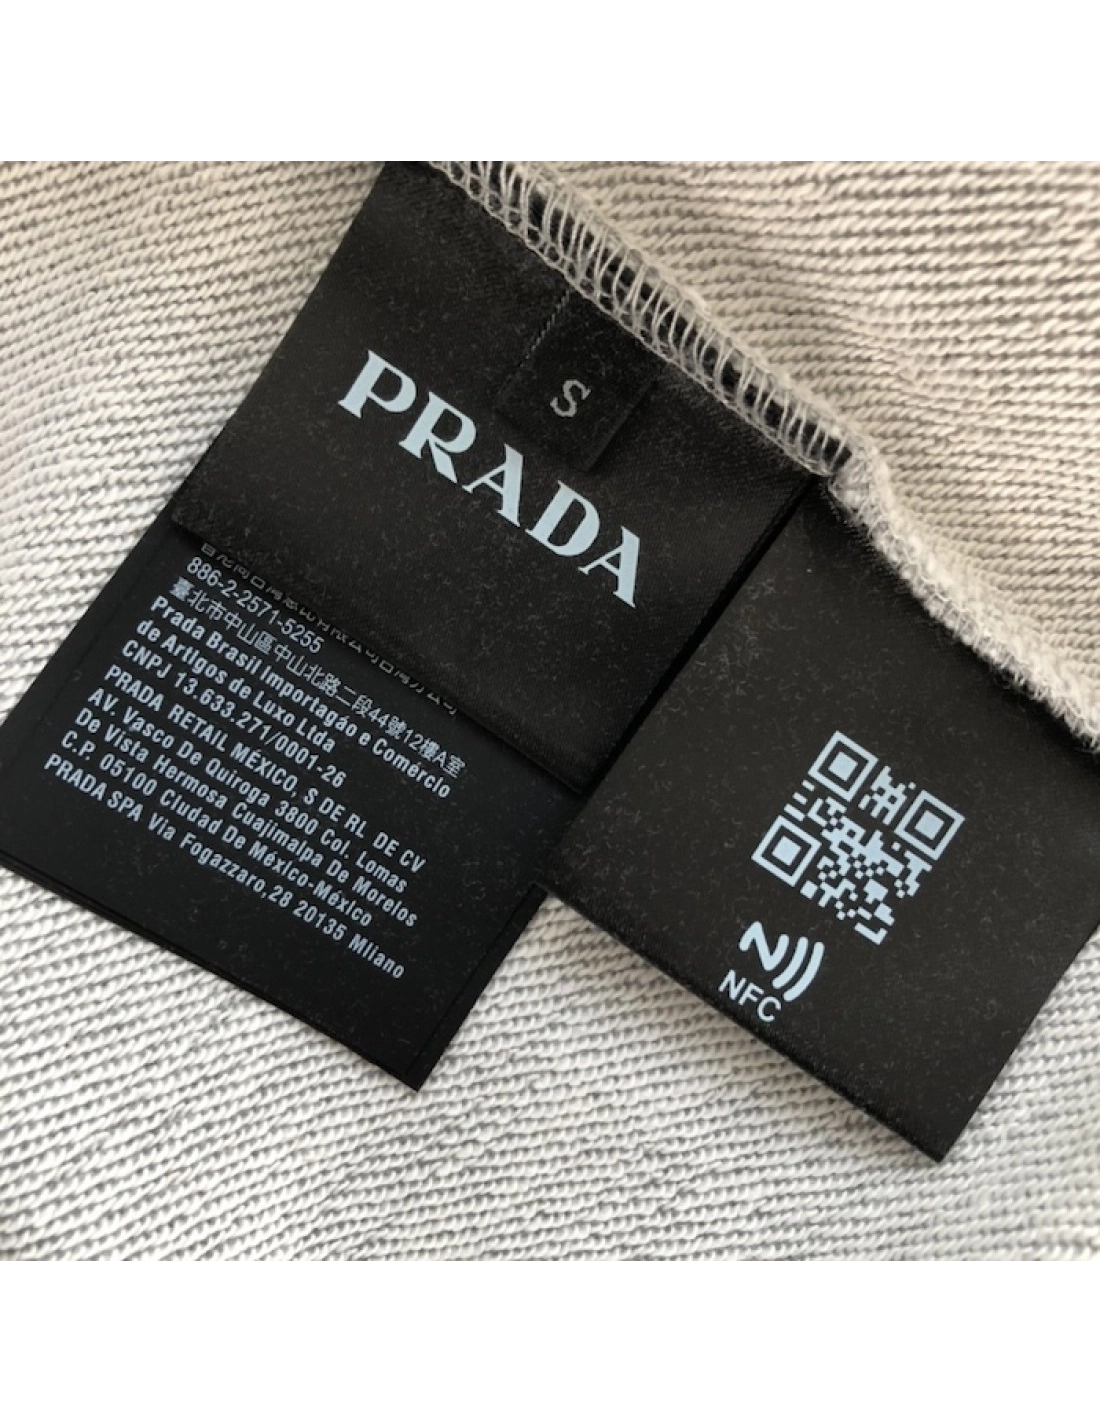 PRADA
S
886-2-2571-5255
臺北市中山區中山北路二段44號12樓A室
Prada Brasil Importagáo e Comércio
de Artigos de Luxo Ltda
CNPJ 13.633.271/0001-26
PRADA RETAIL MÉXICO, S DE RL DE CV
AV. Vasco De Quiroga 3800 Col. Lomas
De Vista Hermosa Cuajimalpa De Morelos
C.P. 05100 Ciudad De México-México
PRADA SPA Via Fogazzaro,28 20135 Mllano
NFC